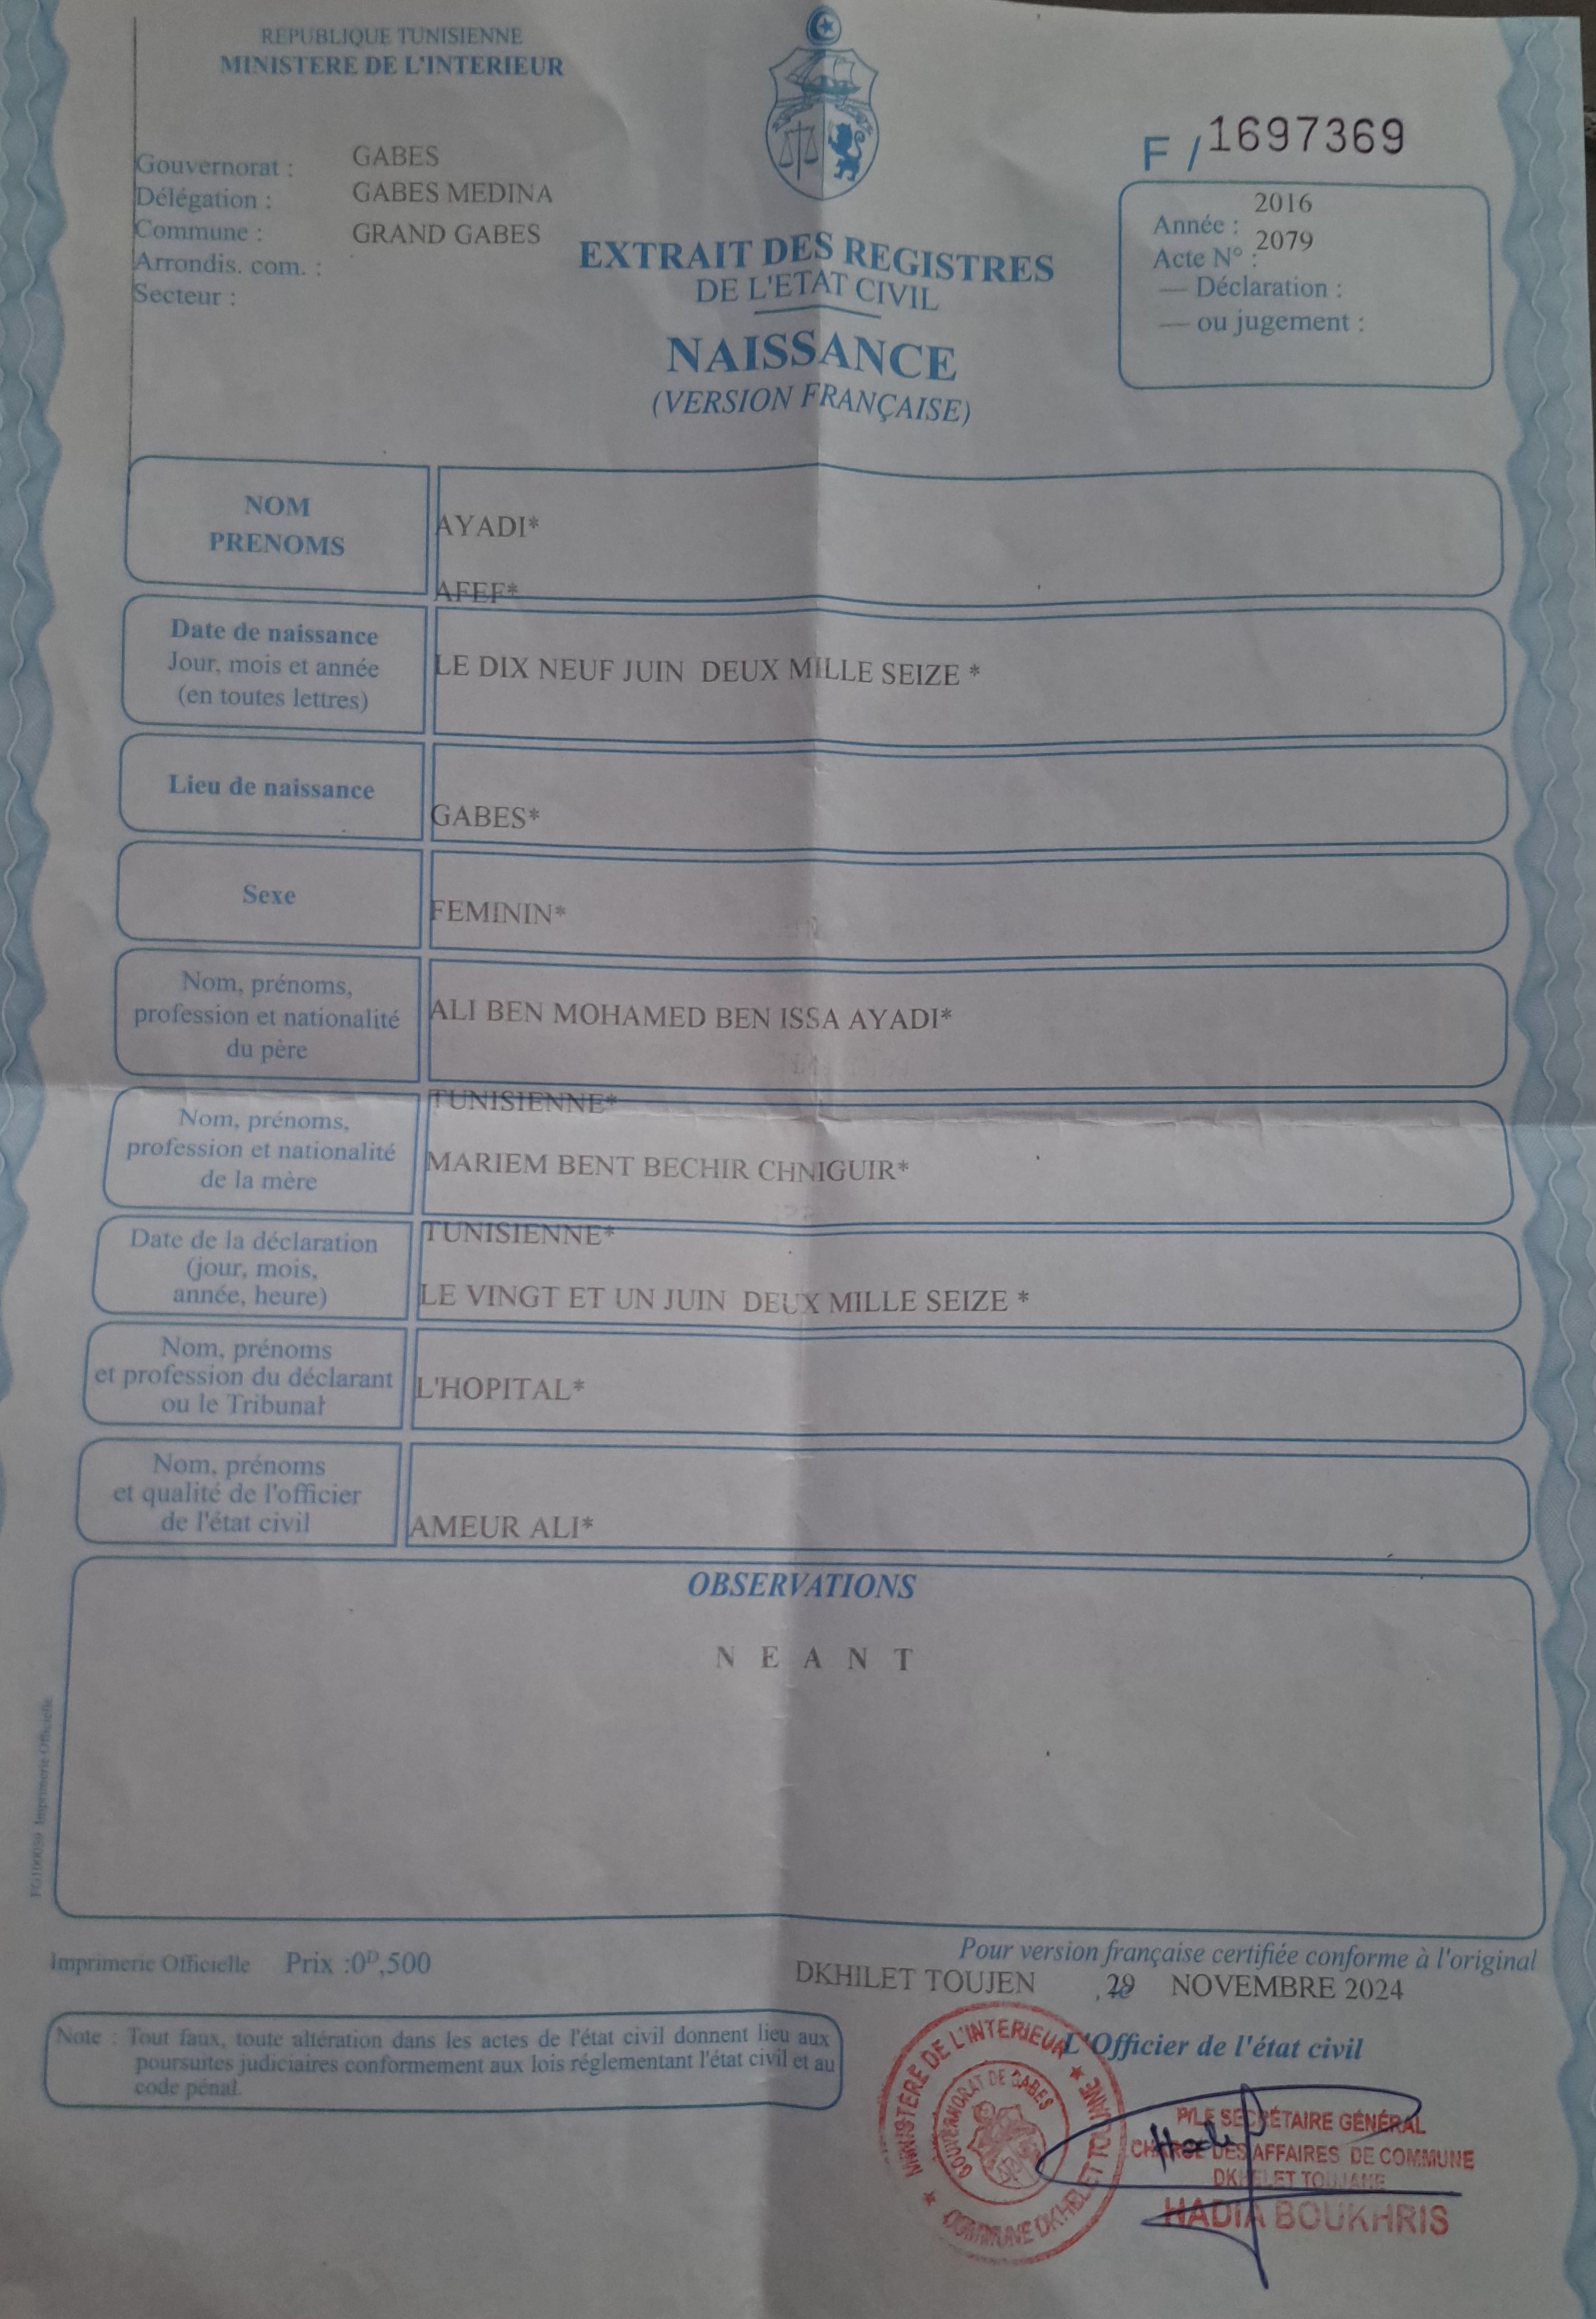 REPUBLIQUE TUNISIENNE
MINISTERE DE L'INTERIEUR
Gouvernorat : GABES
Délégation : GABES MEDINA
Commune : GRAND GABES
Arrondis. com. :
Secteur :
EXTRAIT DES REGISTRES
DE L'ETAT CIVIL
NAISSANCE
(VERSION FRANÇAISE)
F / 1697369
Année : 2016
Acte N° : 2079
— Déclaration :
— ou jugement :
NOM
PRENOMS
AYADI*
AFEF*
Date de naissance
Jour, mois et année
(en toutes lettres)
LE DIX NEUF JUIN DEUX MILLE SEIZE *
Lieu de naissance
GABES*
Sexe
FEMININ*
Nom, prénoms,
profession et nationalité
du père
ALI BEN MOHAMED BEN ISSA AYADI*
TUNISIENNE*
Nom, prénoms,
profession et nationalité
de la mère
MARIEM BENT BECHIR CHNIGUIR*
TUNISIENNE*
Date de la déclaration
(jour, mois,
année, heure)
LE VINGT ET UN JUIN DEUX MILLE SEIZE *
Nom, prénoms
et profession du déclarant
ou le Tribunal
L'HOPITAL*
Nom, prénoms
et qualité de l'officier
de l'état civil
AMEUR ALI*
OBSERVATIONS
N E A N T
Imprimerie Officielle
Imprimerie Officielle Prix :0D,500
Pour version française certifiée conforme à l'original
DKHILET TOUJEN , NOVEMBRE 2024
Note : Tout faux, toute altération dans les actes de l'état civil donnent lieu aux
poursuites judiciaires conformement aux lois réglementant l'état civil et au
code pénal.
L'Officier de l'état civil
MINISTERE DE L'INTERIEUR ★ COMMUNE DKHELET TOUJANE ★
GOUVERNORAT DE GABES
P/LE SECRÉTAIRE GÉNÉRAL
CHARGÉ DES AFFAIRES DE COMMUNE
DKHELET TOUJANE
HADIA BOUKHRIS